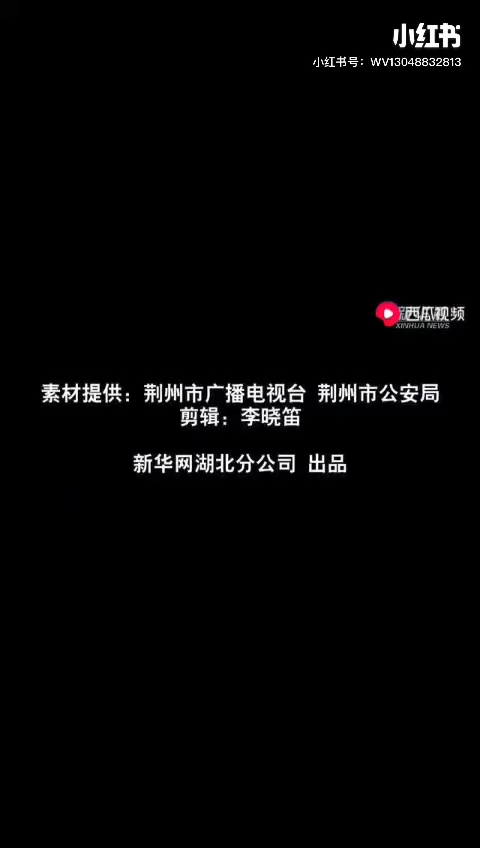 小红书
小红书号：WV13048832813
西瓜视频
XINHUA NEWS
素材提供：荆州市广播电视台 荆州市公安局
剪辑：李晓笛
新华网湖北分公司 出品